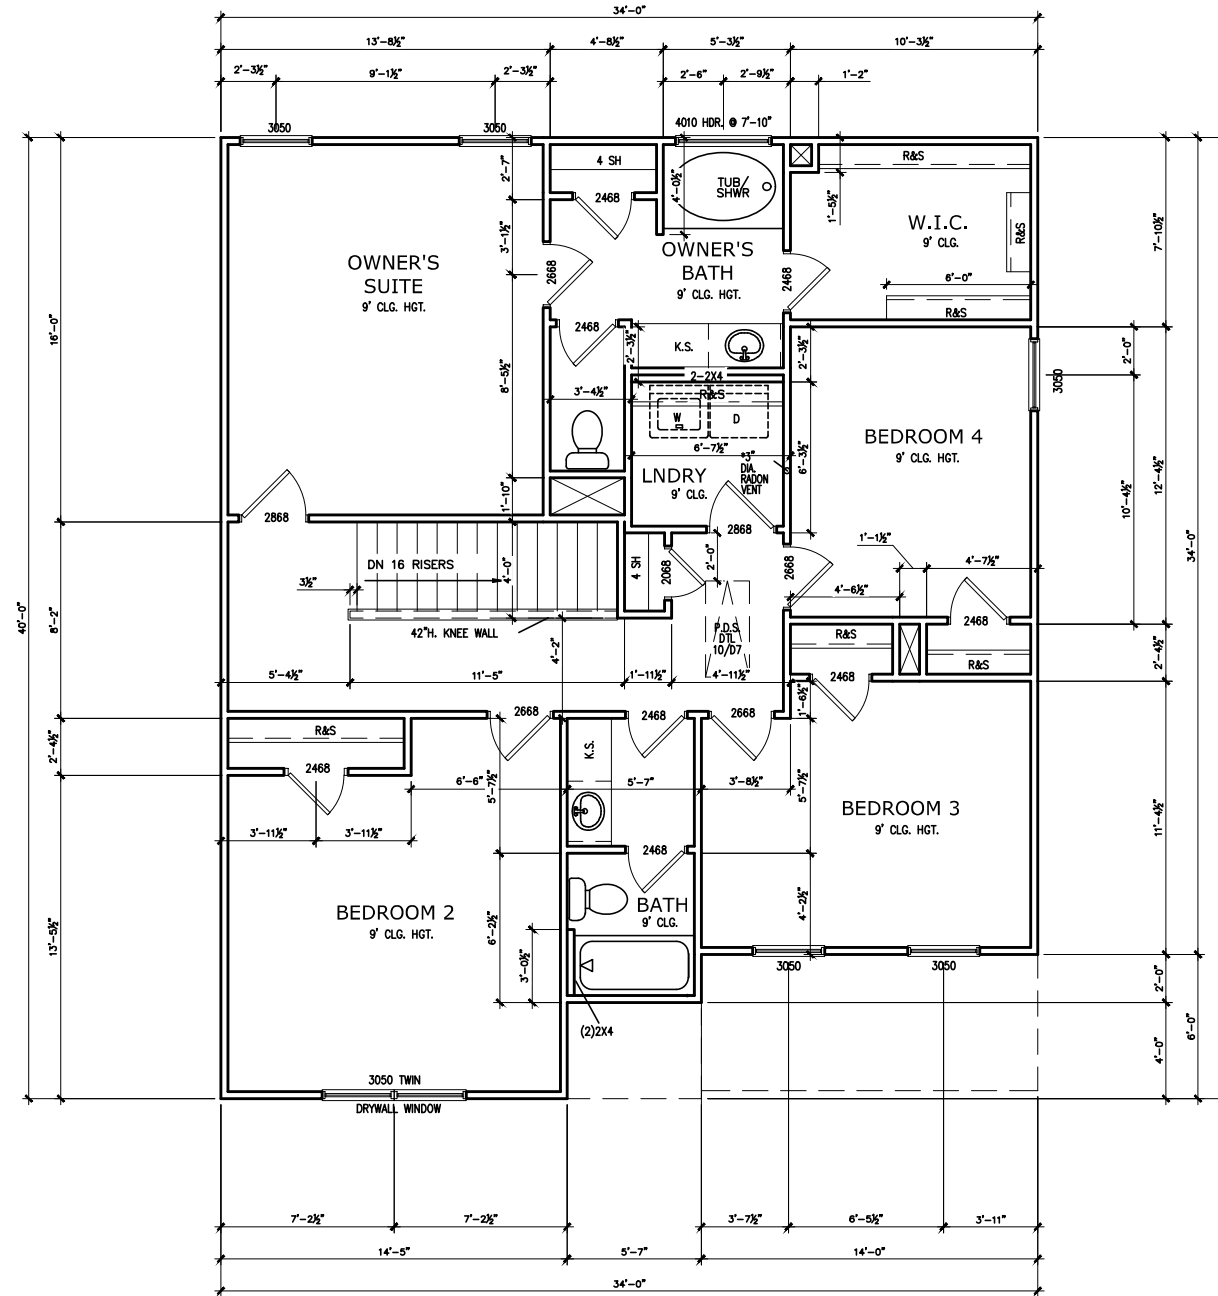 34'-0"
13'-8½"
4'-8½"
5'-3½"
10'-3½"
2'-3½"
9'-1½"
2'-3½"
2'-6"
2'-9½"
1'-2"
3050
3050
4010 HDR. @ 7'-10"
R&S
4 SH
2'-7"
TUB/
SHWR
2468
4'-0½"
1'-5½"
W.I.C.
9' CLG.
R&S
7'-10½"
3'-1½"
OWNER'S
SUITE
9' CLG. HGT.
OWNER'S
BATH
9' CLG. HGT.
2668
2468
6'-0"
R&S
16'-0"
2468
K.S.
2'-3½"
2'-3½"
2'-0"
3050
8'-5½"
2-2X4
R&S
3'-4½"
W
D
BEDROOM 4
9' CLG. HGT.
6'-7½"
6'-3½"
LNDRY
9' CLG.
*3"
DIA.
RADON
VENT
1'-10"
10'-4½"
12'-4½"
34'-0"
2868
2868
DN 16 RISERS
4'-0"
4 SH
2068
2'-0"
2668
1'-1½"
4'-7½"
4'-6½"
3½"
40'-0"
8'-2"
42"H. KNEE WALL
4'-2"
P.D.S.
DTL
10/D7
R&S
2468
R&S
2'-4½"
5'-4½"
11'-5"
1'-11½"
4'-11½"
2468
1'-6½"
2668
2468
2668
R&S
K.S.
2'-4½"
2468
6'-6"
5'-7½"
5'-7"
3'-8½"
5'-7½"
BEDROOM 3
9' CLG. HGT.
11'-4½"
3'-11½"
3'-11½"
2468
BEDROOM 2
9' CLG. HGT.
BATH
9' CLG.
6'-2½"
4'-2½"
13'-5½"
3'-0½"
3050
3050
2'-0"
(2)2X4
6'-0"
4'-0"
3050 TWIN
DRYWALL WINDOW
7'-2½"
7'-2½"
3'-7½"
6'-5½"
3'-11"
14'-5"
5'-7"
14'-0"
34'-0"